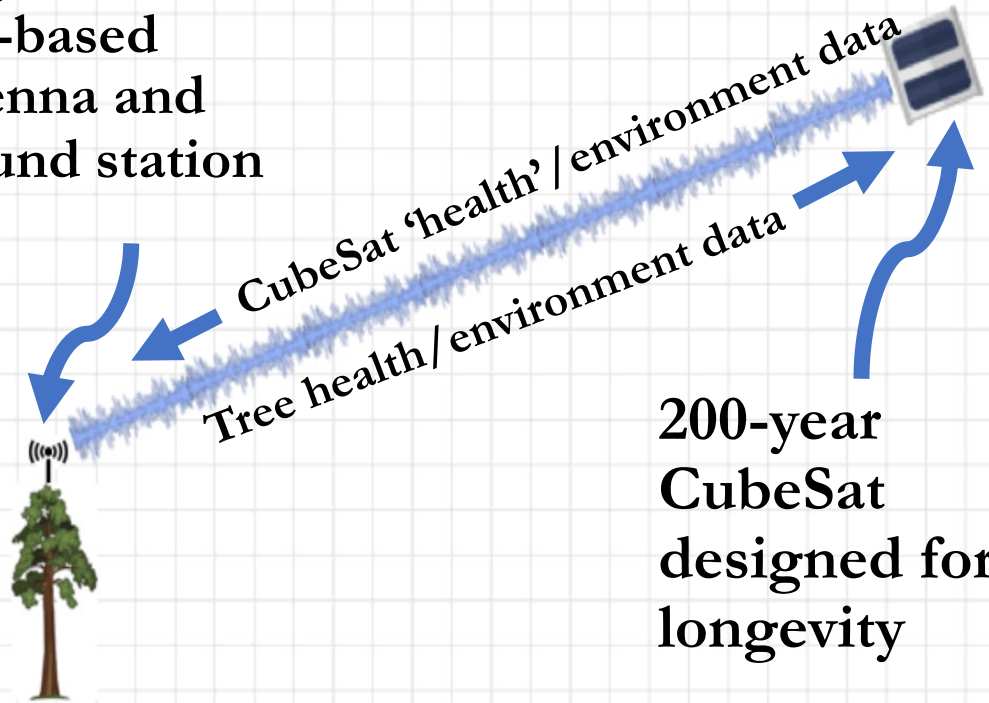 -based
enna and
und station
CubeSat ‘health’/environment data
Tree health/environment data
200-year
CubeSat
designed for
longevity